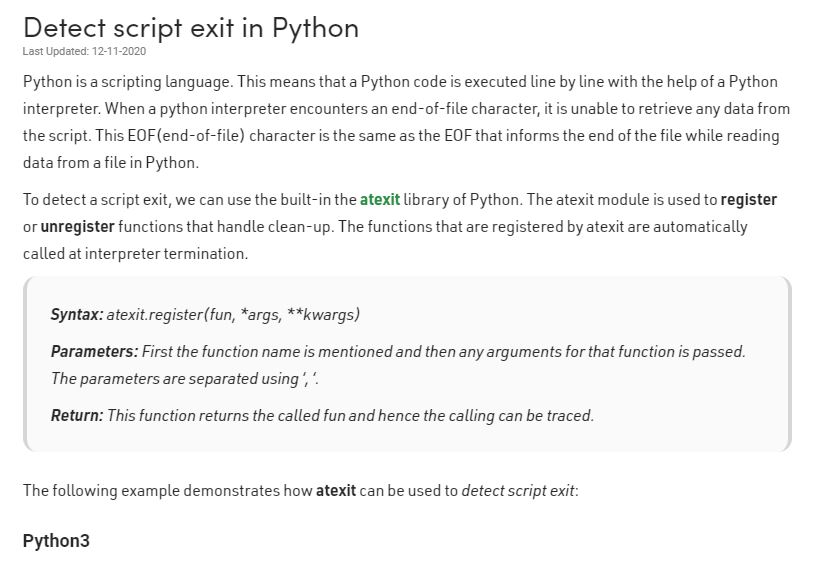 Detect script exit in Python
Last Updated: 12-11-2020
Python is a scripting language. This means that a Python code is executed line by line with the help of a Python
interpreter. When a python interpreter encounters an end-of-file character, it is unable to retrieve any data from
the script. This EOF(end-of-file) character is the same as the EOF that informs the end of the file while reading
data from a file in Python.
To detect a script exit, we can use the built-in the atexit library of Python. The atexit module is used to register
or unregister functions that handle clean-up. The functions that are registered by atexit are automatically
called at interpreter termination.
Syntax: atexit.register(fun, *args, **kwargs)
Parameters: First the function name is mentioned and then any arguments for that function is passed.
The parameters are separated using ‘, ‘.
Return: This function returns the called fun and hence the calling can be traced.
The following example demonstrates how atexit can be used to detect script exit:
Python3